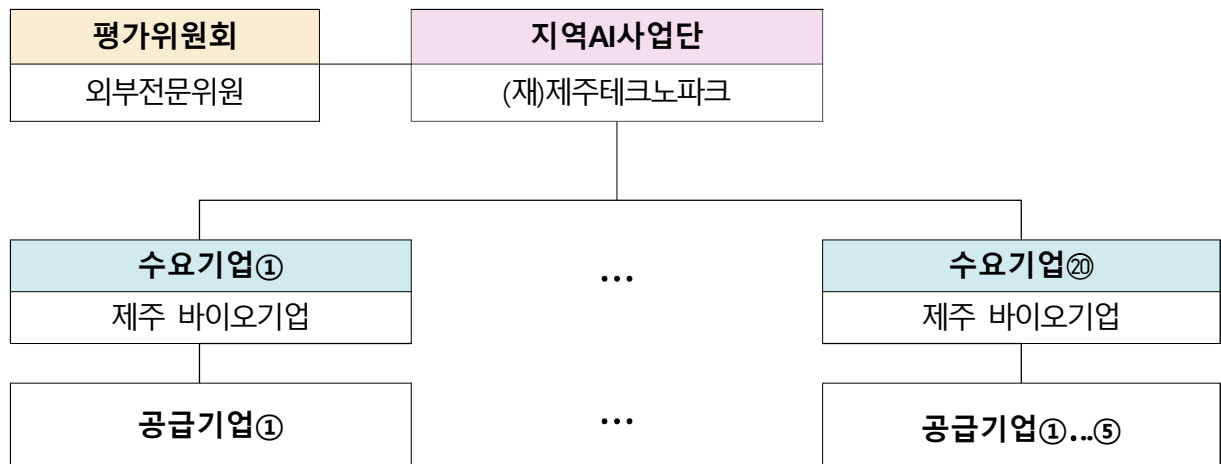 평가위원회
지역AI사업단
외부전문위원
(재)제주테크노파크
수요기업①
...
수요기업⑳
제주 바이오기업
제주 바이오기업
공급기업①
...
공급기업①...⑤